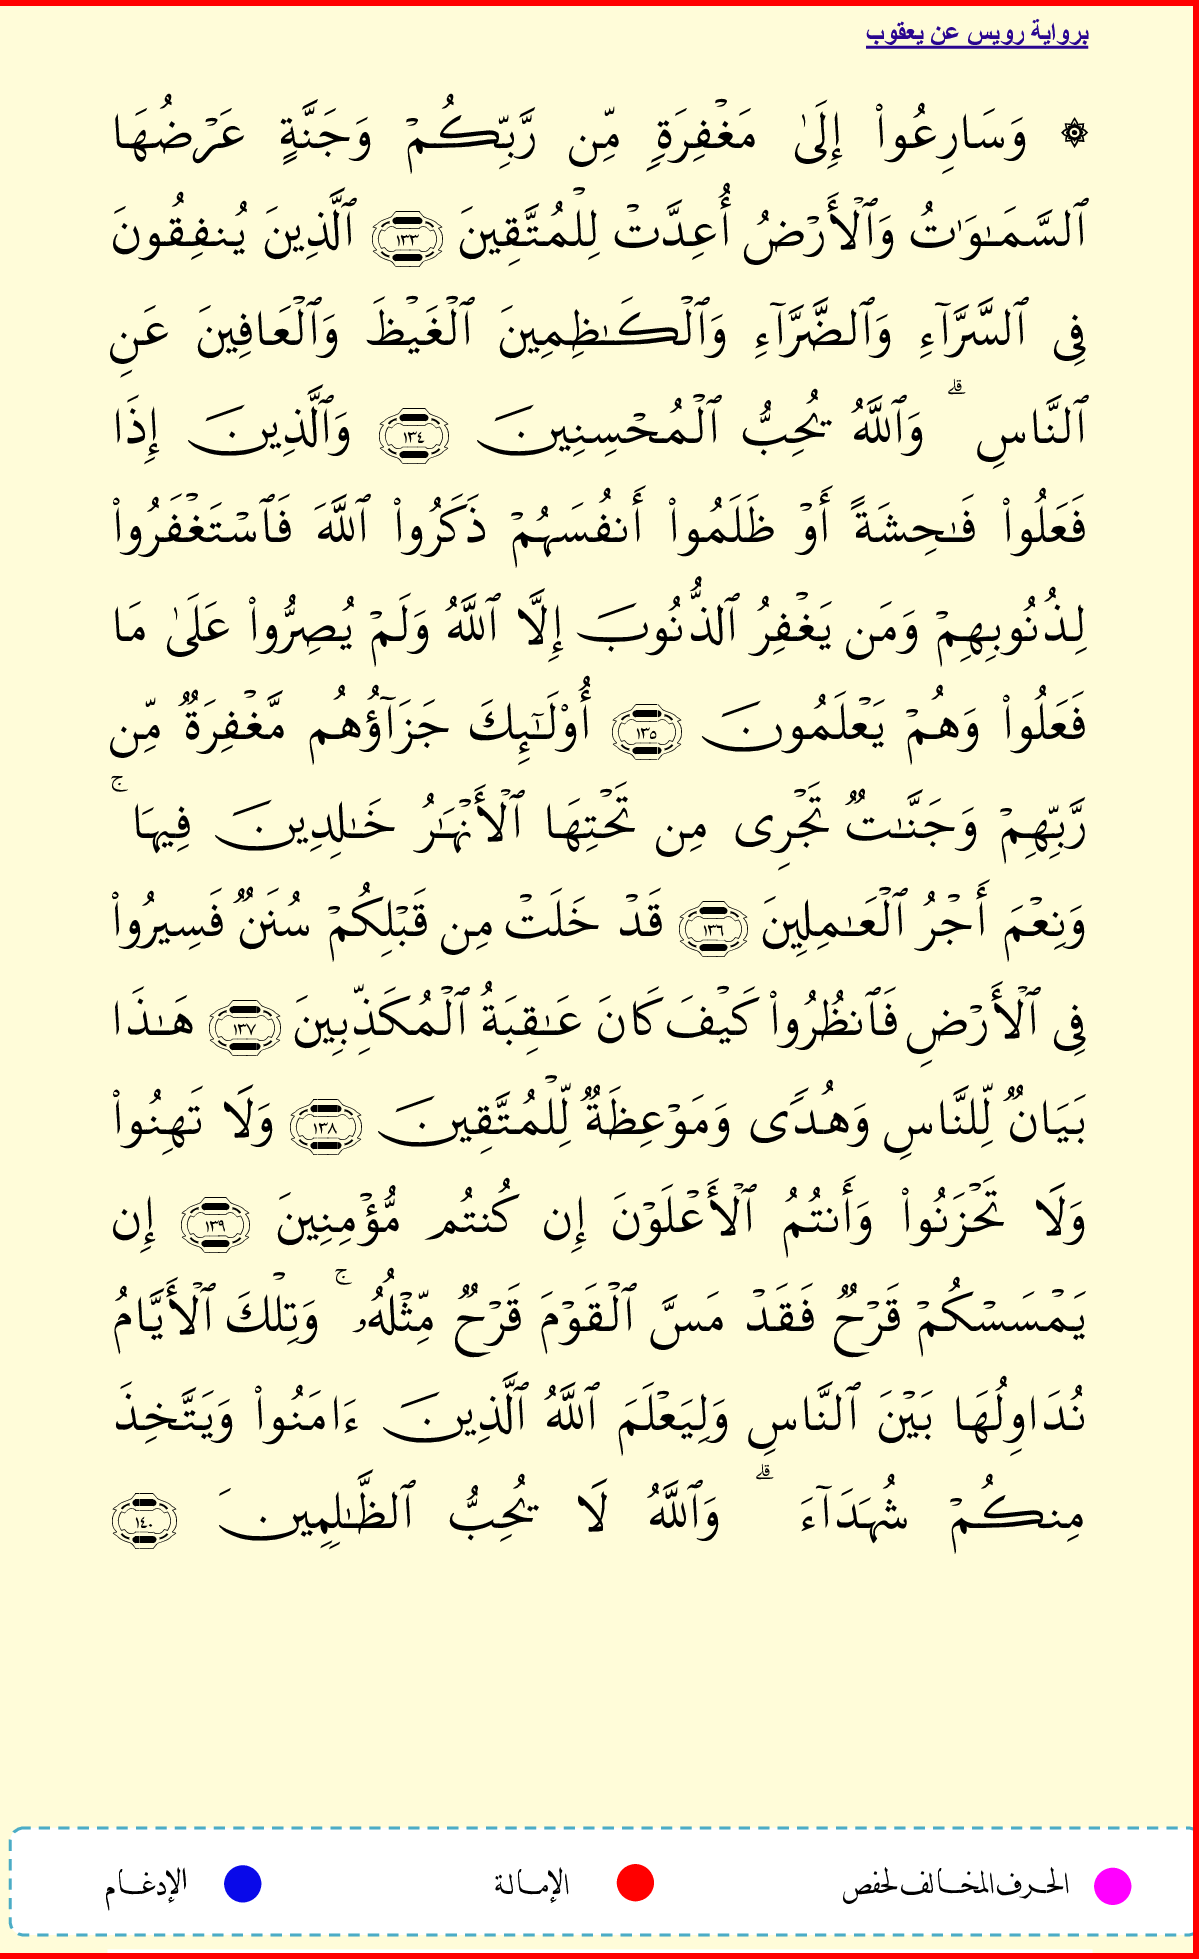 برواية رويس عن يعقوب
۞ وَسَارِعُوا۟ إِلَىٰ مَغْفِرَةٍ مِّن رَّبِّكُمْ وَجَنَّةٍ عَرْضُهَا
ٱلسَّمَـٰوَٰتُ وَٱلْأَرْضُ أُعِدَّتْ لِلْمُتَّقِينَ ١٣٣ ٱلَّذِينَ يُنفِقُونَ
فِى ٱلسَّرَّآءِ وَٱلضَّرَّآءِ وَٱلْكَـٰظِمِينَ ٱلْغَيْظَ وَٱلْعَافِينَ عَنِ
ٱلنَّاسِ ۗ وَٱللَّهُ يُحِبُّ ٱلْمُحْسِنِينَ ١٣٤ وَٱلَّذِينَ إِذَا
فَعَلُوا۟ فَـٰحِشَةً أَوْ ظَلَمُوا۟ أَنفُسَهُمْ ذَكَرُوا۟ ٱللَّهَ فَٱسْتَغْفَرُوا۟
لِذُنُوبِهِمْ وَمَن يَغْفِرُ ٱلذُّنُوبَ إِلَّا ٱللَّهُ وَلَمْ يُصِرُّوا۟ عَلَىٰ مَا
فَعَلُوا۟ وَهُمْ يَعْلَمُونَ ١٣٥ أُو۟لَـٰٓئِكَ جَزَآؤُهُم مَّغْفِرَةٌ مِّن
رَّبِّهِمْ وَجَنَّـٰتٌ تَجْرِى مِن تَحْتِهَا ٱلْأَنْهَـٰرُ خَـٰلِدِينَ فِيهَا ۚ
وَنِعْمَ أَجْرُ ٱلْعَـٰمِلِينَ ١٣٦ قَدْ خَلَتْ مِن قَبْلِكُمْ سُنَنٌ فَسِيرُوا۟
فِى ٱلْأَرْضِ فَٱنظُرُوا۟ كَيْفَ كَانَ عَـٰقِبَةُ ٱلْمُكَذِّبِينَ ١٣٧ هَـٰذَا
بَيَانٌ لِّلنَّاسِ وَهُدًى وَمَوْعِظَةٌ لِّلْمُتَّقِينَ ١٣٨ وَلَا تَهِنُوا۟
وَلَا تَحْزَنُوا۟ وَأَنتُمُ ٱلْأَعْلَوْنَ إِن كُنتُم مُّؤْمِنِينَ ١٣٩ إِن
يَمْسَسْكُمْ قَرْحٌ فَقَدْ مَسَّ ٱلْقَوْمَ قَرْحٌ مِّثْلُهُۥ ۚ وَتِلْكَ ٱلْأَيَّامُ
نُدَاوِلُهَا بَيْنَ ٱلنَّاسِ وَلِيَعْلَمَ ٱللَّهُ ٱلَّذِينَ ءَامَنُوا۟ وَيَتَّخِذَ
مِنكُمْ شُهَدَآءَ ۗ وَٱللَّهُ لَا يُحِبُّ ٱلظَّـٰلِمِينَ ١٤٠
الحرف المخالف لحفص الإمالة الإدغام